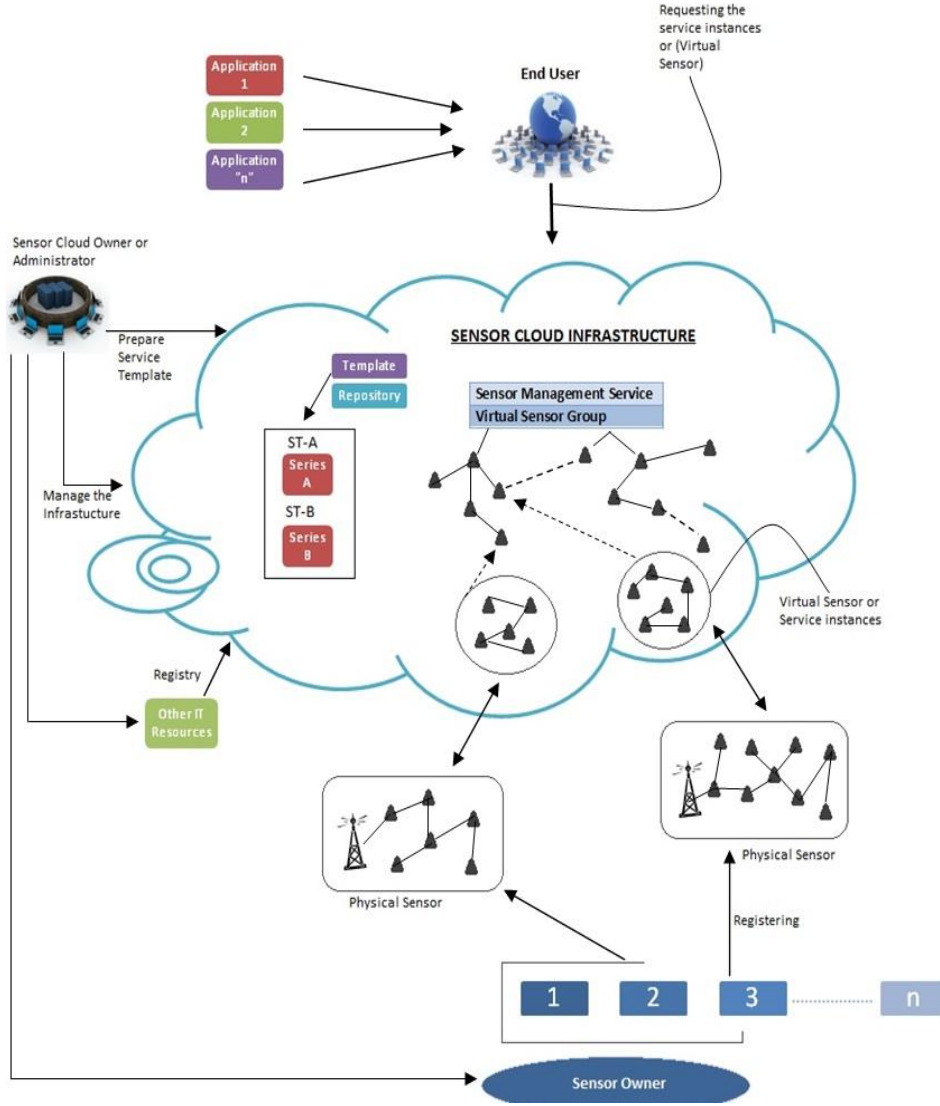 Requesting the
service instances
or (Virtual
Sensor)
End User
Application
1
Application
2
Application
"n"
Sensor Cloud Owner or
Administrator
Prepare
Service
Template
SENSOR CLOUD INFRASTRUCTURE
Template
Repository
Sensor Management Service
Virtual Sensor Group
ST-A
Series
A
ST-B
Series
B
Manage the
Infrastucture
Virtual Sensor or
Service instances
Registry
Other IT
Resources
Physical Sensor
Physical Sensor
Registering
1
2
3
n
Sensor Owner